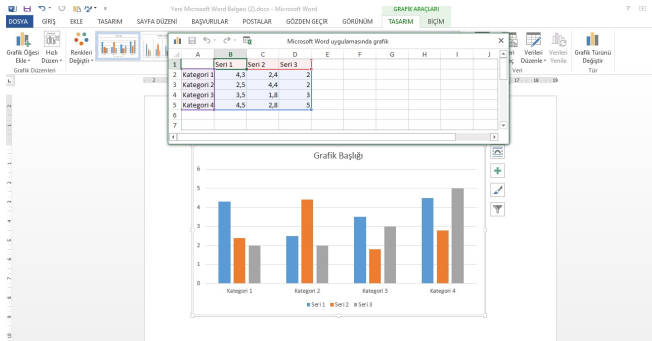 Yeni Microsoft Word Belgesi (2).docx - Microsoft Word
GRAFİK ARAÇLARI
DOSYA GİRİŞ EKLE TASARIM SAYFA DÜZENİ BAŞVURULAR POSTALAR GÖZDEN GEÇİR GÖRÜNÜM TASARIM BİÇİM
Grafik Öğesi Ekle
Hızlı Düzen
Renkleri Değiştir
Grafik Düzenleri
Verileri Düzenle
Verileri Yenile
Veri
Grafik Türünü Değiştir
Tür
Microsoft Word uygulamasında grafik
A B C D E F G H I J
1 Seri 1 Seri 2 Seri 3
2 Kategori 1 4,3 2,4 2
3 Kategori 2 2,5 4,4 2
4 Kategori 3 3,5 1,8 3
5 Kategori 4 4,5 2,8 5
6
7
2
17 18 19
Grafik Başlığı
6
5
4
3
2
1
0
Kategori 1 Kategori 2 Kategori 3 Kategori 4
Seri 1 Seri 2 Seri 3